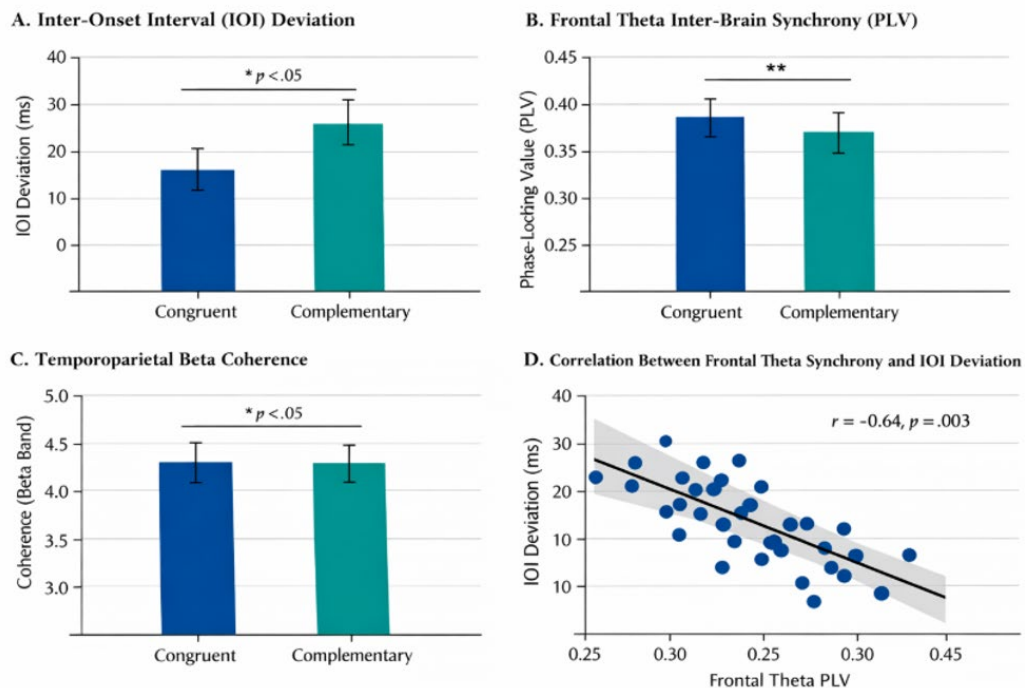 A. Inter-Onset Interval (IOI) Deviation
IOI Deviation (ms)
40
30
20
10
0
* p <.05
Congruent
Complementary
B. Frontal Theta Inter-Brain Synchrony (PLV)
Phase-Loching Value (PLV)
0.45
0.40
0.35
0.30
0.25
**
Congruent
Complementary
C. Temporoparietal Beta Coherence
Coherence (Beta Band)
5.0
4.5
4.0
3.5
3.0
* p <.05
Congruent
Complementary
D. Correlation Between Frontal Theta Synchrony and IOI Deviation
IOI Deviation (ms)
40
30
20
10
10
r = -0.64, p = .003
0.25 0.30 0.25 0.30 0.45
Frontal Theta PLV